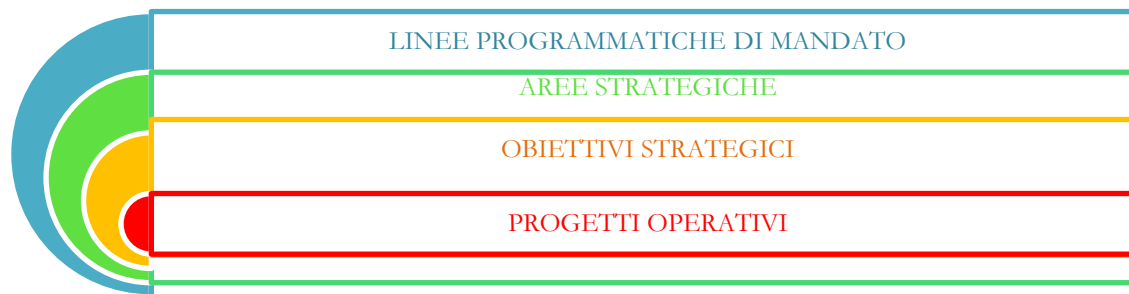 LINEE PROGRAMMATICHE DI MANDATO
AREE STRATEGICHE
OBIETTIVI STRATEGICI
PROGETTI OPERATIVI